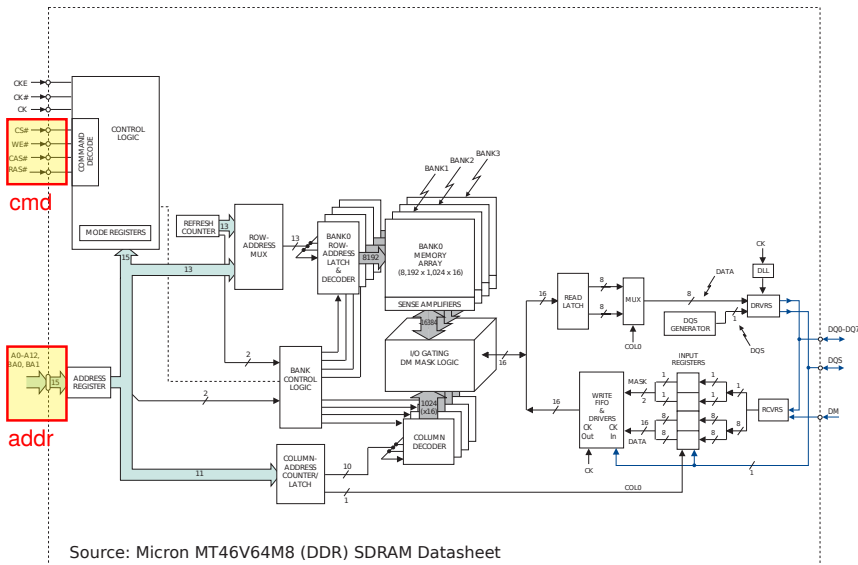 CKE
CK#
CK
CS#
WE#
CAS#
RAS#
cmd
COMMAND
DECODE
CONTROL
LOGIC
MODE REGISTERS
15
REFRESH
COUNTER
13
13
ROW-
ADDRESS
MUX
13
BANK0
ROW-
ADDRESS
LATCH
&
DECODER
8192
BANK1
BANK2
BANK3
BANK0
MEMORY
ARRAY
(8,192 x 1,024 x 16)
SENSE AMPLIFIERS
16384
I/O GATING
DM MASK LOGIC
16
1024
(x16)
COLUMN
DECODER
A0-A12,
BA0, BA1
15
addr
ADDRESS
REGISTER
2
2
BANK
CONTROL
LOGIC
11
COLUMN-
ADDRESS
COUNTER/
LATCH
10
1
COL0
16
READ
LATCH
8
8
MUX
COL0
8
DATA
CK
DLL
DQS
GENERATOR
1
DQS
DRVRS
DQ0-DQ7
DQS
DM
16
WRITE
FIFO
&
DRIVERS
CK
Out
CK
In
CK
MASK
2
16
DATA
INPUT
REGISTERS
1
1
8
8
1
1
8
8
1
8
RCVRS
1
Source: Micron MT46V64M8 (DDR) SDRAM Datasheet